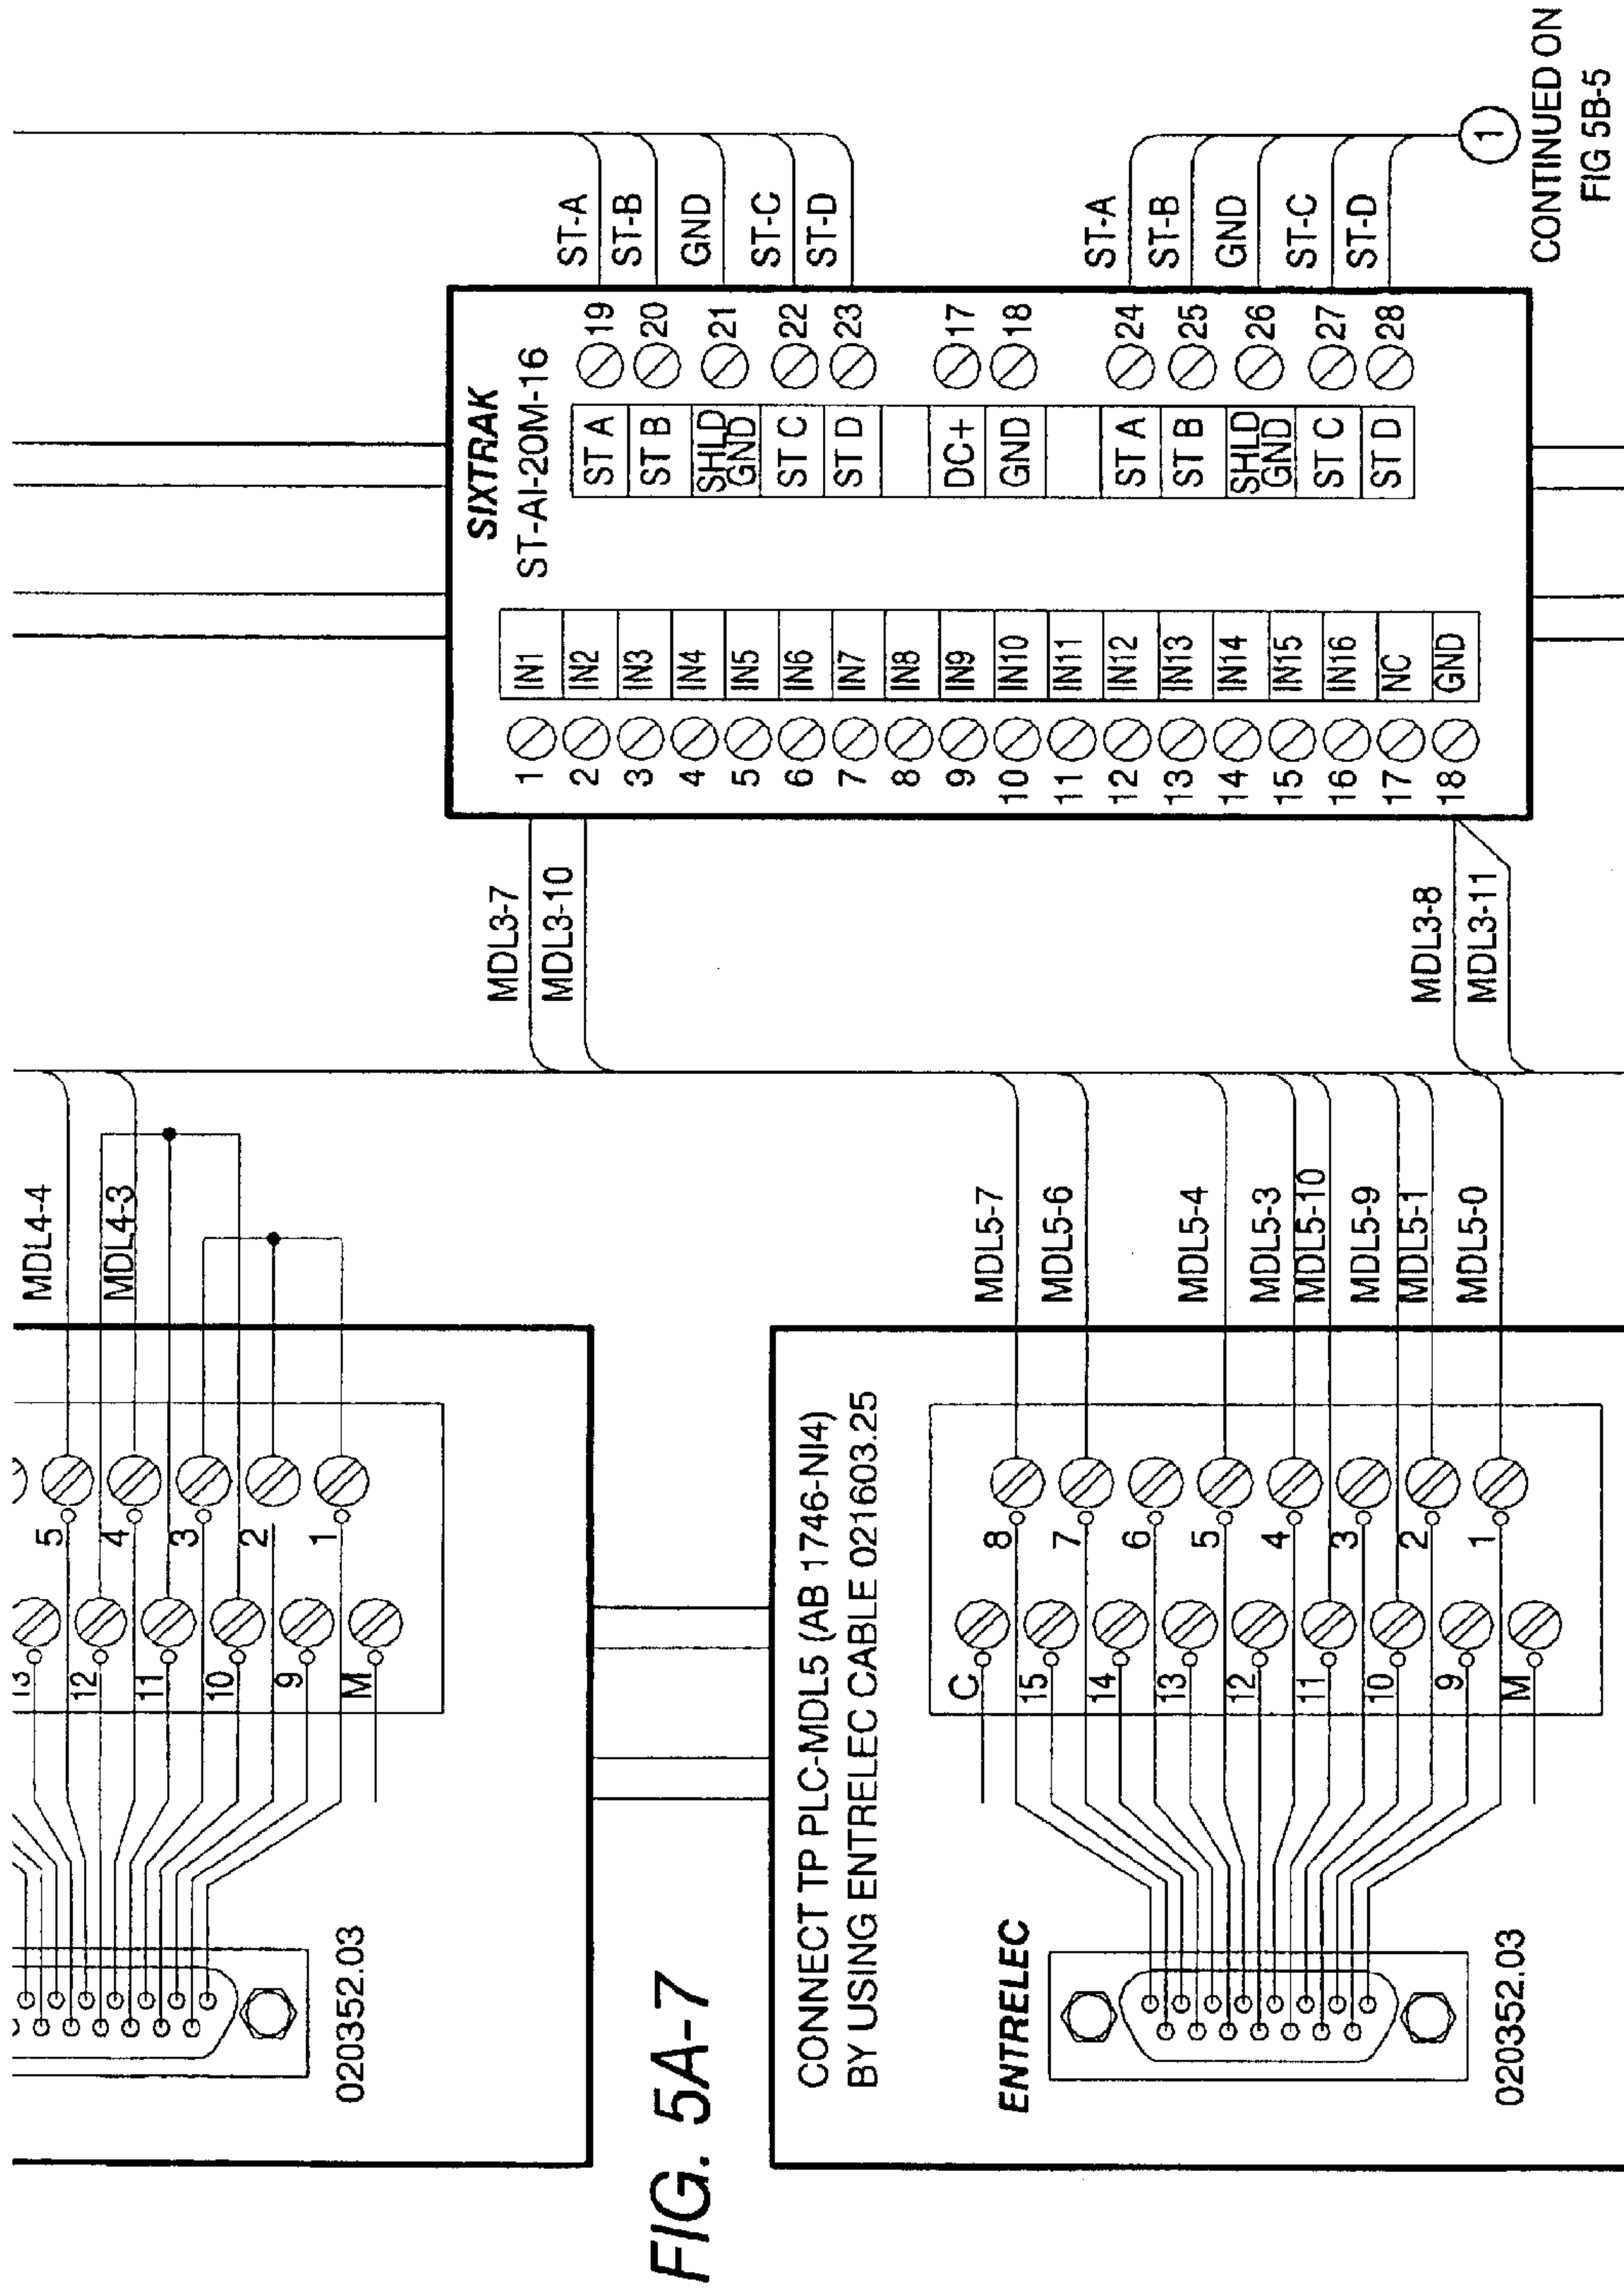 MDL4-4
MDL4-3
5
4
3
2
1
13
12
11
10
9
M
020352.03
FIG. 5A-7
CONNECT TP PLC-MDL5 (AB 1746-NI4)
BY USING ENTRELEC CABLE 021603.25
ENTRELEC
020352.03
C
15
14
13
12
11
10
9
M
8
7
6
5
4
3
2
1
MDL5-7
MDL5-6
MDL5-4
MDL5-3
MDL5-10
MDL5-9
MDL5-1
MDL5-0
MDL3-7
MDL3-10
MDL3-8
MDL3-11
SIXTRAK
ST-AI-20M-16
1 IN1
2 IN2
3 IN3
4 IN4
5 IN5
6 IN6
7 IN7
8 IN8
9 IN9
10 IN10
11 IN11
12 IN12
13 IN13
14 IN14
15 IN15
16 IN16
17 NC
18 GND
ST A 19 ST-A
ST B 20 ST-B
SHLD
GND 21 GND
ST C 22 ST-C
ST D 23 ST-D
DC+ 17
GND 18
ST A 24 ST-A
ST B 25 ST-B
SHLD
GND 26 GND
ST C 27 ST-C
ST D 28 ST-D
1
CONTINUED ON
FIG 5B-5